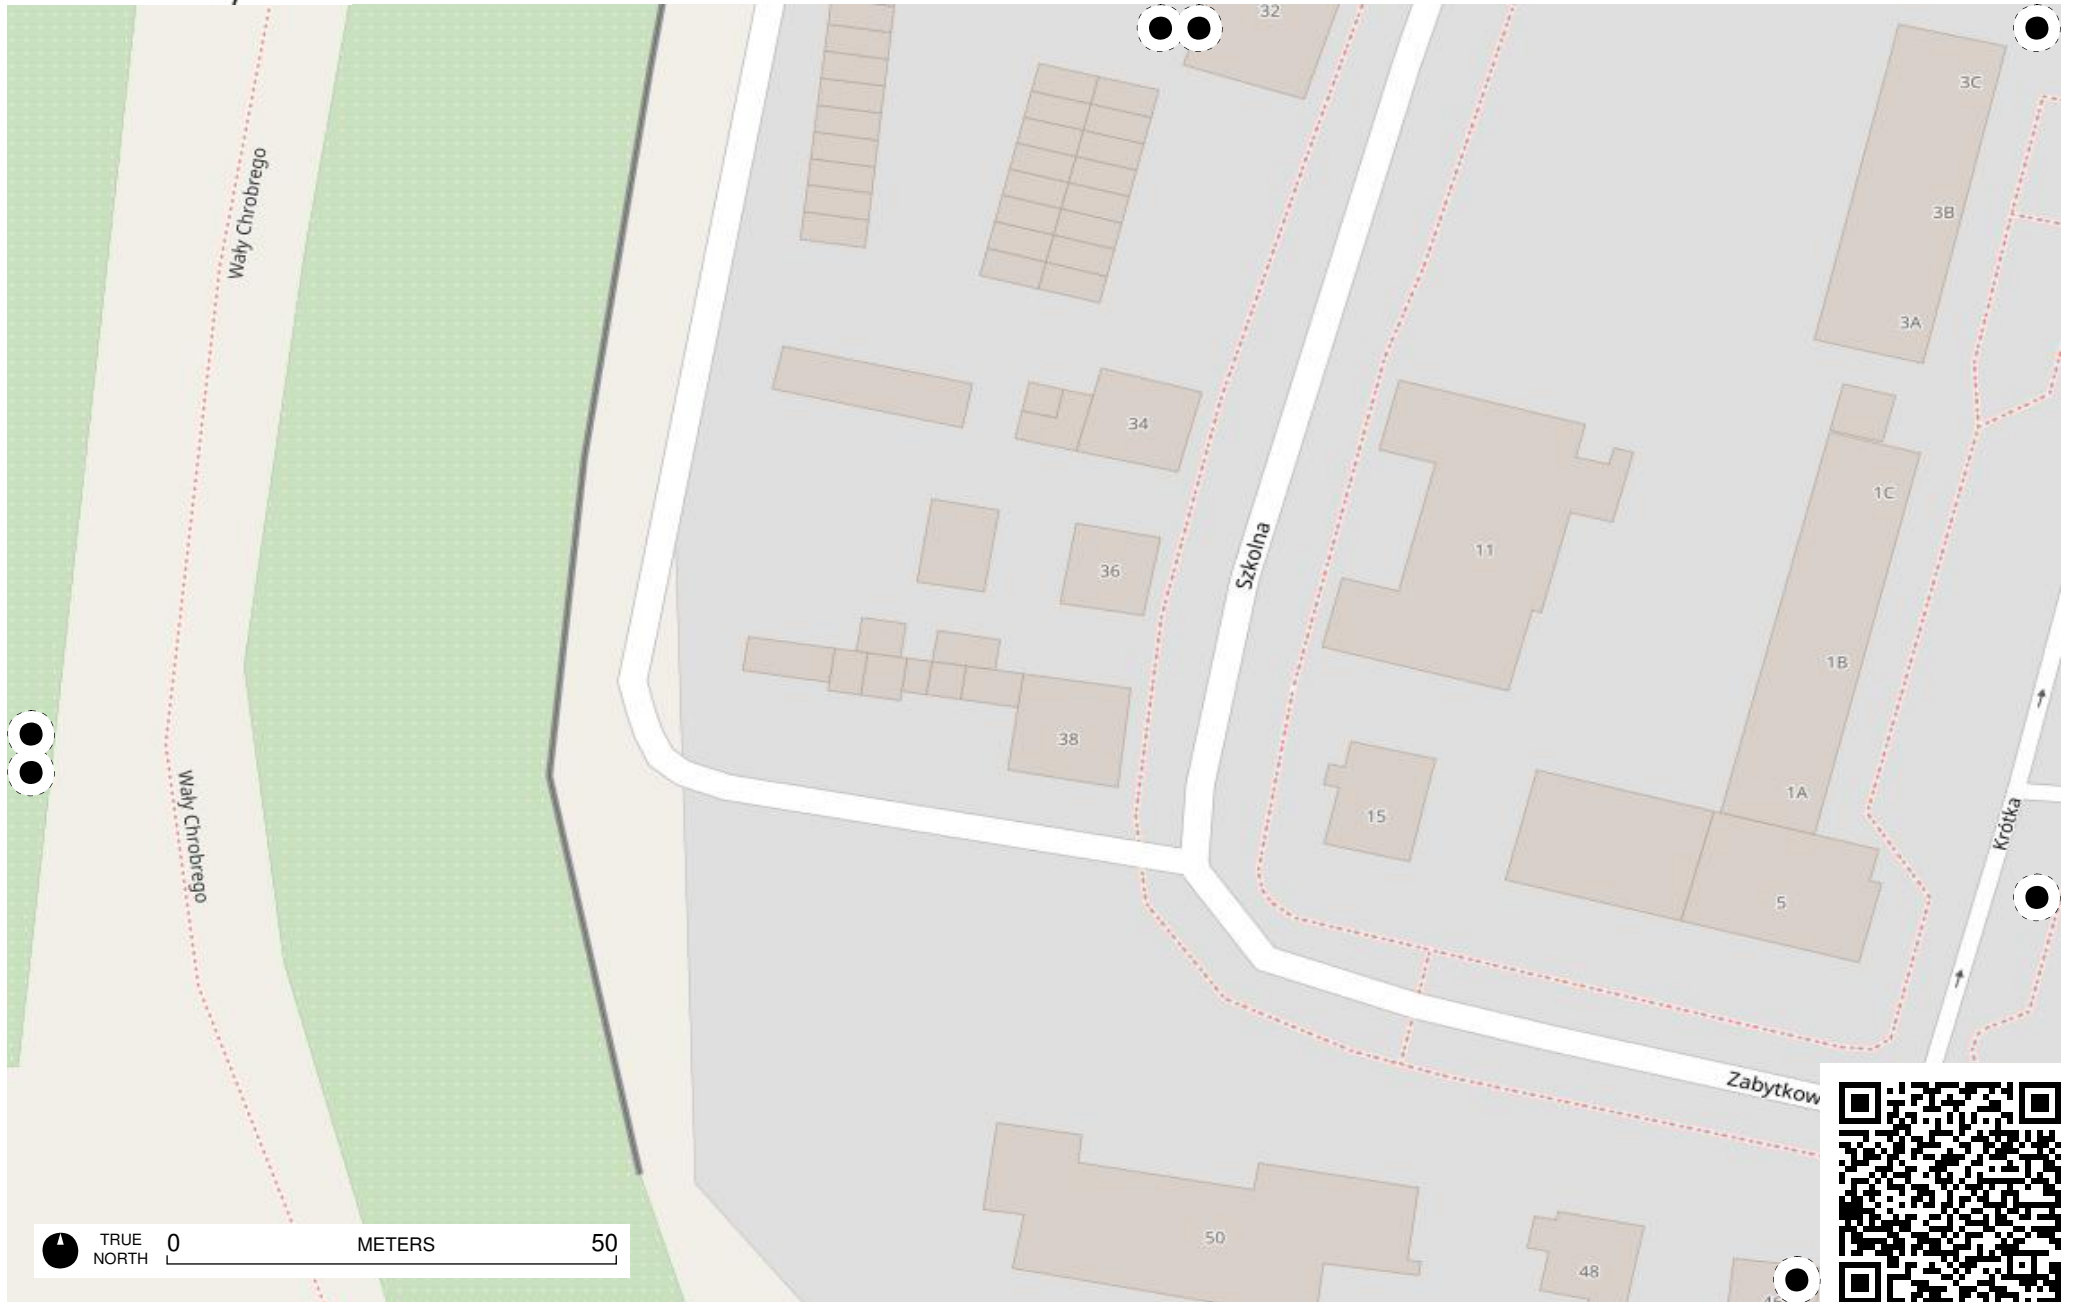 32
3C
Wały Chrobrego
3B
3A
34
1C
Szkolna
11
36
1B
38
Wały Chrobrego
1A
15
Krótka
5
Zabytkow
50
48
TRUE
NORTH
0
METERS
50